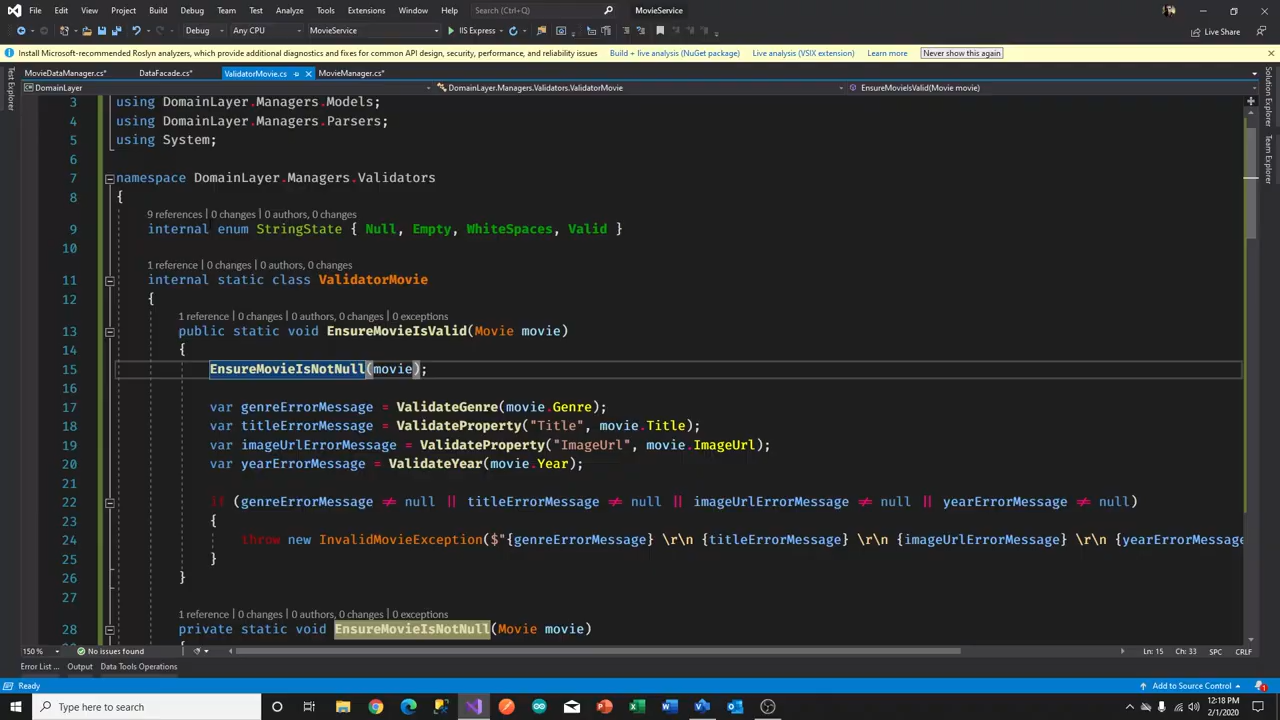 File Edit View Project Build Debug Team Test Analyze Tools Extensions Window Help Search (Ctrl+Q) MovieService
Debug Any CPU MovieService IIS Express Live Share
Install Microsoft-recommended Roslyn analyzers, which provide additional diagnostics and fixes for common API design, security, performance, and reliability issues Build + live analysis (NuGet package) Live analysis (VSIX extension) Learn more Never show this again
MovieDataManager.cs* DataFacade.cs* ValidatorMovie.cs MovieManager.cs*
DomainLayer DomainLayer.Managers.Validators.ValidatorMovie EnsureMovieIsValid(Movie movie)
Test Explorer
Solution Explorer
Team Explorer
3 using DomainLayer.Managers.Models;
4 using DomainLayer.Managers.Parsers;
5 using System;
6
7 namespace DomainLayer.Managers.Validators
8 {
9 references | 0 changes | 0 authors, 0 changes
9 internal enum StringState { Null, Empty, WhiteSpaces, Valid }
10
1 reference | 0 changes | 0 authors, 0 changes
11 internal static class ValidatorMovie
12 {
1 reference | 0 changes | 0 authors, 0 changes | 0 exceptions
13 public static void EnsureMovieIsValid(Movie movie)
14 {
15 EnsureMovieIsNotNull(movie);
16
17 var genreErrorMessage = ValidateGenre(movie.Genre);
18 var titleErrorMessage = ValidateProperty("Title", movie.Title);
19 var imageUrlErrorMessage = ValidateProperty("ImageUrl", movie.ImageUrl);
20 var yearErrorMessage = ValidateYear(movie.Year);
21
22 if (genreErrorMessage ≠ null || titleErrorMessage ≠ null || imageUrlErrorMessage ≠ null || yearErrorMessage ≠ null)
23 {
24 throw new InvalidMovieException($"{genreErrorMessage} \r\n {titleErrorMessage} \r\n {imageUrlErrorMessage} \r\n {yearErrorMessage
25 }
26 }
27
1 reference | 0 changes | 0 authors, 0 changes | 0 exceptions
28 private static void EnsureMovieIsNotNull(Movie movie)
150 % No issues found Ln: 15 Ch: 33 SPC CRLF
Error List ... Output Data Tools Operations
Ready Add to Source Control 1
Type here to search 12:18 PM
2/1/2020